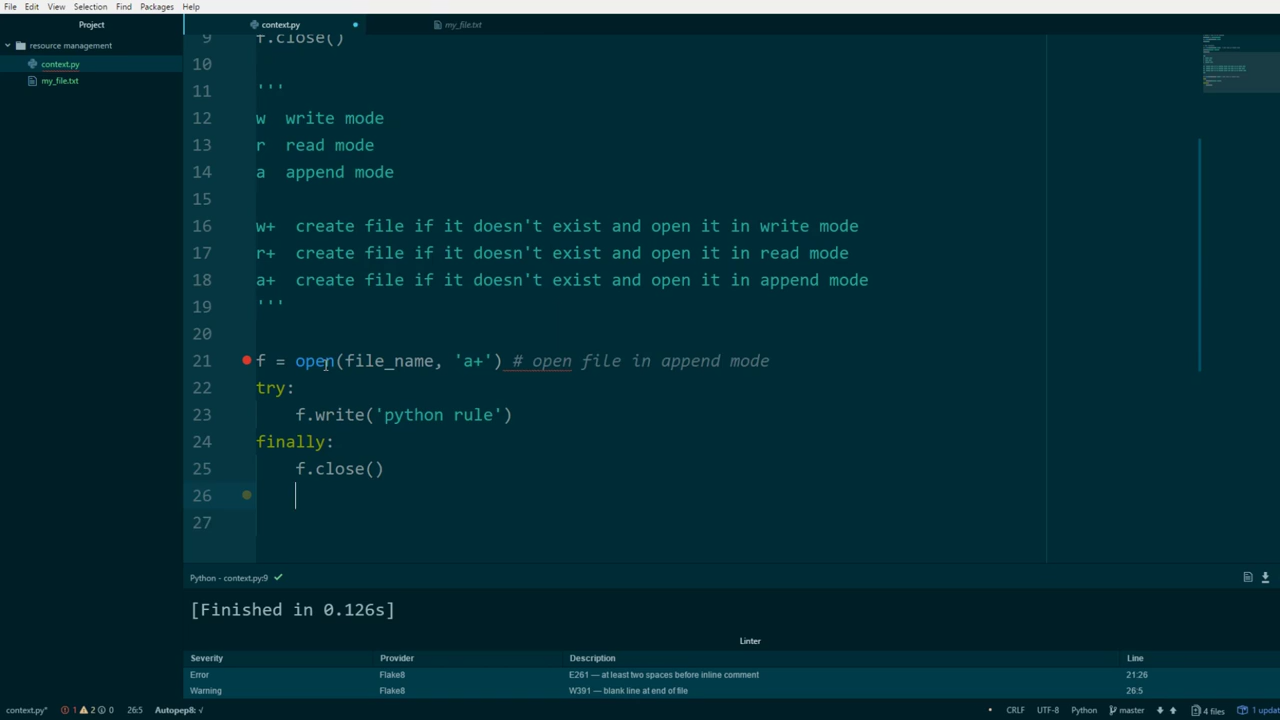 File Edit View Selection Find Packages Help
Project
context.py
my_file.txt
resource management
context.py
my_file.txt
9 f.close()
10
11 '''
12 w  write mode
13 r  read mode
14 a  append mode
15
16 w+  create file if it doesn't exist and open it in write mode
17 r+  create file if it doesn't exist and open it in read mode
18 a+  create file if it doesn't exist and open it in append mode
19 '''
20
21 f = open(file_name, 'a+') # open file in append mode
22 try:
23     f.write('python rule')
24 finally:
25     f.close()
26
27
Python - context.py:9
[Finished in 0.126s]
Linter
Severity Provider Description Line
Error Flake8 E261 — at least two spaces before inline comment 21:26
Warning Flake8 W391 — blank line at end of file 26:5
context.py* 1 2 0 26:5 Autopep8: √ CRLF UTF-8 Python master 4 files 1 updat